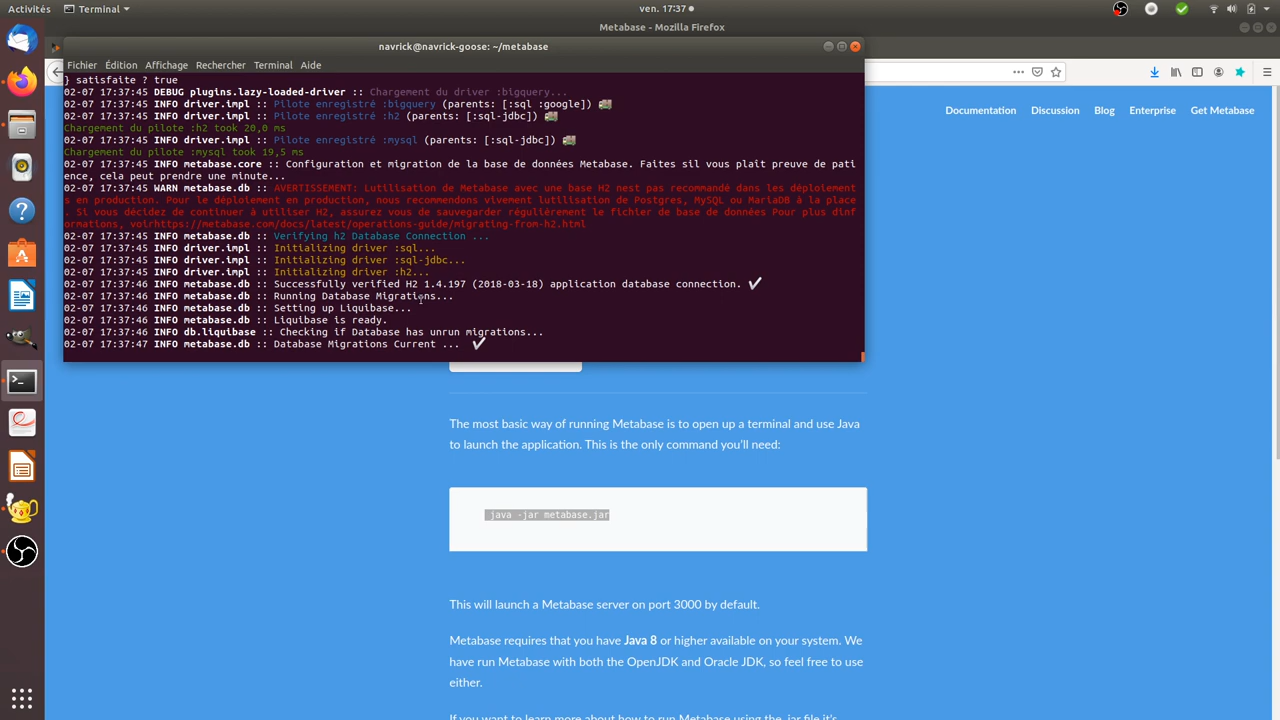 Activités
Terminal
ven. 17:37
Metabase - Mozilla Firefox
navrick@navrick-goose: ~/metabase
Fichier Édition Affichage Rechercher Terminal Aide
} satisfaite ? true
02-07 17:37:45 DEBUG plugins.lazy-loaded-driver :: Chargement du driver :bigquery...
02-07 17:37:45 INFO driver.impl :: Pilote enregistré :bigquery (parents: [:sql :google])
02-07 17:37:45 INFO driver.impl :: Pilote enregistré :h2 (parents: [:sql-jdbc])
Chargement du pilote :h2 took 20,0 ms
02-07 17:37:45 INFO driver.impl :: Pilote enregistré :mysql (parents: [:sql-jdbc])
Chargement du pilote :mysql took 19,5 ms
02-07 17:37:45 INFO metabase.core :: Configuration et migration de la base de données Metabase. Faites sil vous plaît preuve de pati
ence, cela peut prendre une minute...
02-07 17:37:45 WARN metabase.db :: AVERTISSEMENT: Lutilisation de Metabase avec une base H2 nest pas recommandé dans les déploiement
s en production. Pour le déploiement en production, nous recommendons vivement lutilisation de Postgres, MySQL ou MariaDB à la place
. Si vous décidez de continuer à utiliser H2, assurez vous de sauvegarder régulièrement le fichier de base de données Pour plus dinf
ormations, voirhttps://metabase.com/docs/latest/operations-guide/migrating-from-h2.html
02-07 17:37:45 INFO metabase.db :: Verifying h2 Database Connection ...
02-07 17:37:45 INFO driver.impl :: Initializing driver :sql...
02-07 17:37:45 INFO driver.impl :: Initializing driver :sql-jdbc...
02-07 17:37:45 INFO driver.impl :: Initializing driver :h2...
02-07 17:37:45 INFO metabase.db :: Successfully verified H2 1.4.197 (2018-03-18) application database connection. ✔
02-07 17:37:45 INFO metabase.db :: Running Database Migrations...
02-07 17:37:46 INFO metabase.db :: Setting up Liquibase...
02-07 17:37:46 INFO metabase.db :: Liquibase is ready.
02-07 17:37:46 INFO db.liquibase :: Checking if Database has unrun migrations...
02-07 17:37:47 INFO metabase.db :: Database Migrations Current ... ✔
Documentation Discussion Blog Enterprise Get Metabase
The most basic way of running Metabase is to open up a terminal and use Java
to launch the application. This is the only command you'll need:
java -jar metabase.jar
This will launch a Metabase server on port 3000 by default.
Metabase requires that you have Java 8 or higher available on your system. We
have run Metabase with both the OpenJDK and Oracle JDK, so feel free to use
either.
If you want to learn more about how to run Metabase using the .jar file it's